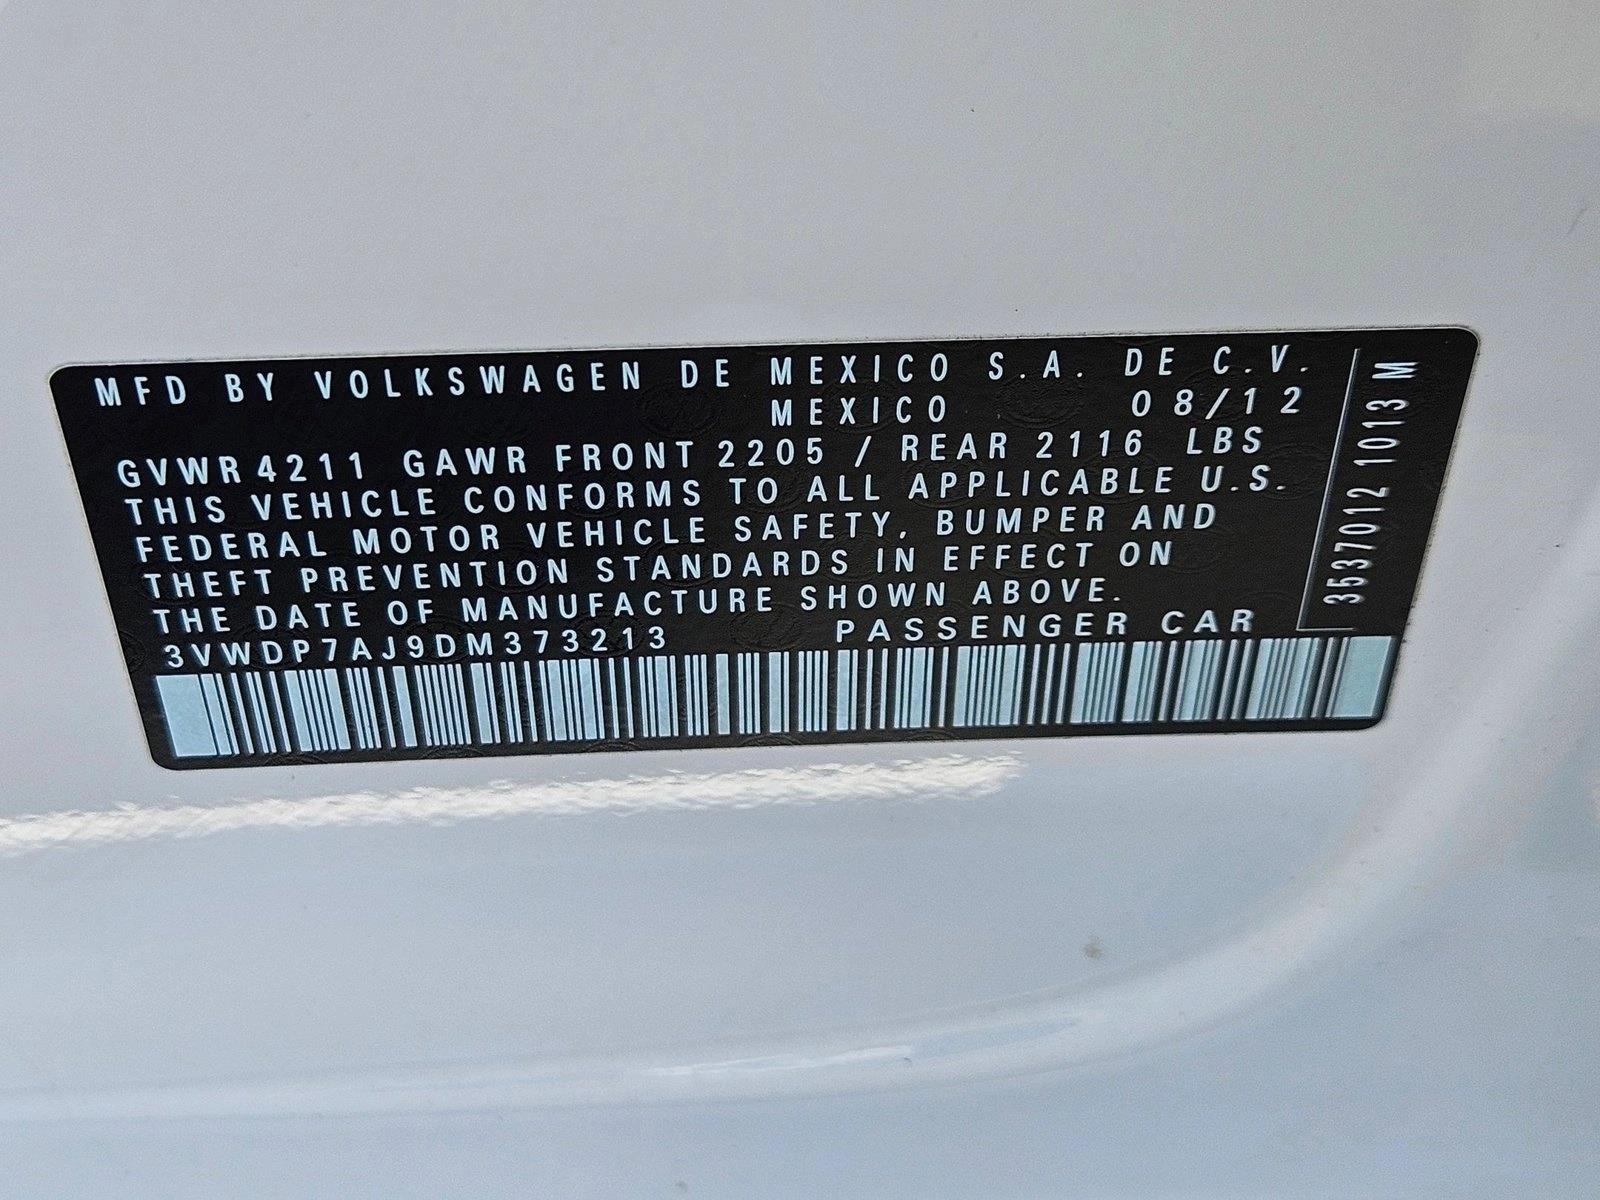 MFD BY VOLKSWAGEN DE MEXICO S.A. DE C.V.
MEXICO 08/12
GVWR 4211 GAWR FRONT 2205 / REAR 2116 LBS
THIS VEHICLE CONFORMS TO ALL APPLICABLE U.S.
FEDERAL MOTOR VEHICLE SAFETY, BUMPER AND
THEFT PREVENTION STANDARDS IN EFFECT ON
THE DATE OF MANUFACTURE SHOWN ABOVE.
3VWDP7AJ9DM373213 PASSENGER CAR
3537012 1013 M